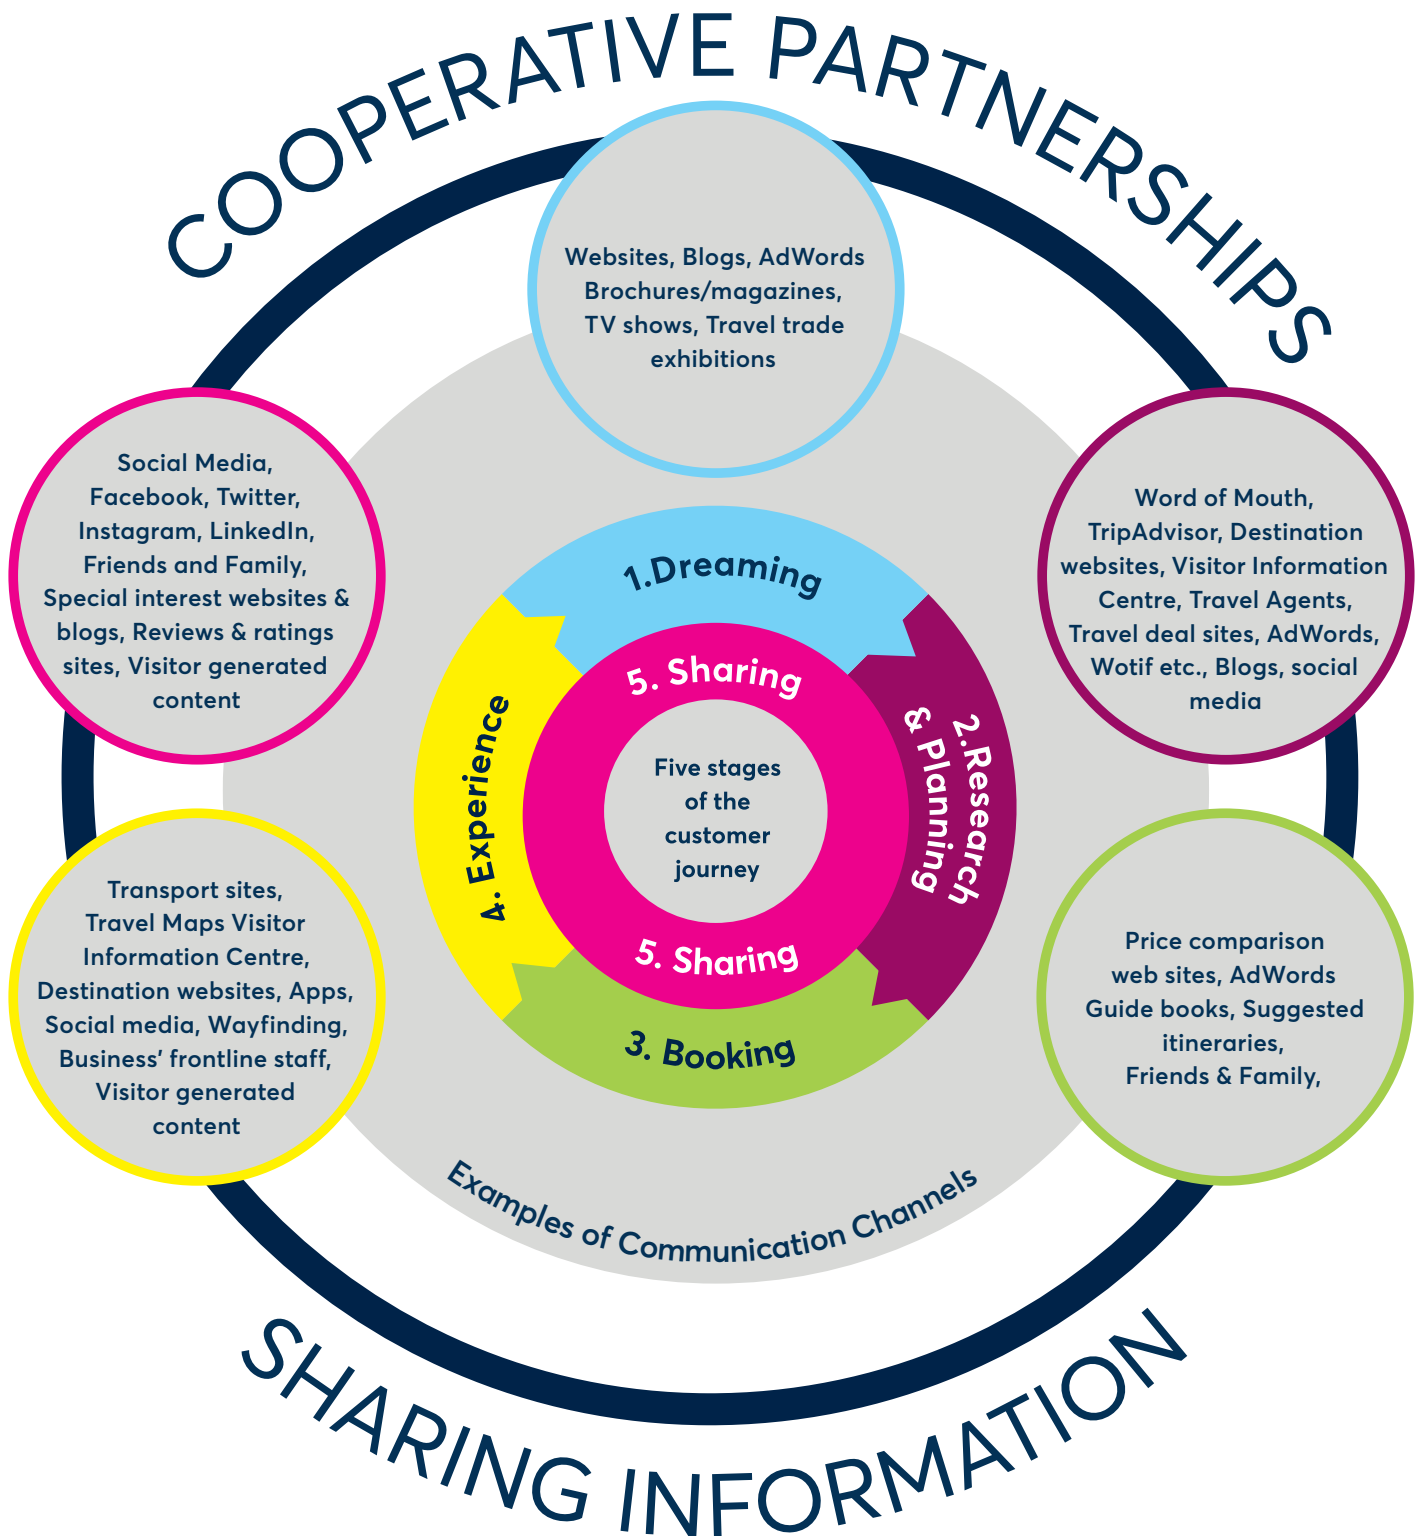 COOPERATIVE PARTNERSHIPS
Websites, Blogs, AdWords
Brochures/magazines,
TV shows, Travel trade
exhibitions
Social Media,
Facebook, Twitter,
Instagram, LinkedIn,
Friends and Family,
Special interest websites &
blogs, Reviews & ratings
sites, Visitor generated
content
Word of Mouth,
TripAdvisor, Destination
websites, Visitor Information
Centre, Travel Agents,
Travel deal sites, AdWords,
Wotif etc., Blogs, social
media
1.Dreaming
5. Sharing
2.Research
& Planning
4. Experience
Five stages
of the
customer
journey
5. Sharing
3. Booking
Transport sites,
Travel Maps Visitor
Information Centre,
Destination websites, Apps,
Social media, Wayfinding,
Business’ frontline staff,
Visitor generated
content
Price comparison
web sites, AdWords
Guide books, Suggested
itineraries,
Friends & Family,
Examples of Communication Channels
SHARING INFORMATION